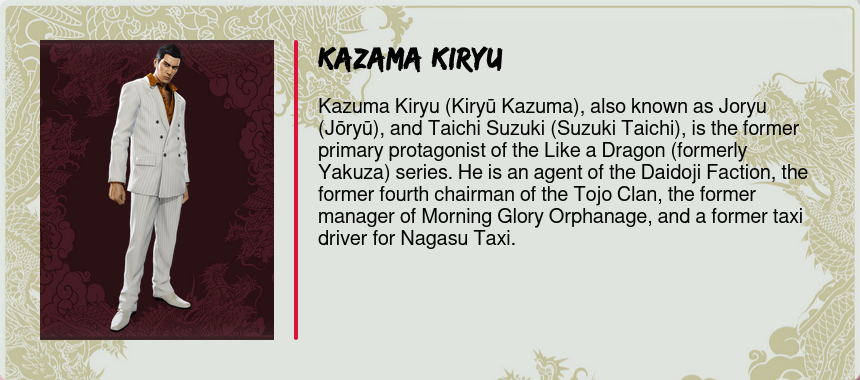 KAZAMA KIRYU
Kazuma Kiryu (Kiryū Kazuma), also known as Joryu
(Jōryū), and Taichi Suzuki (Suzuki Taichi), is the former
primary protagonist of the Like a Dragon (formerly
Yakuza) series. He is an agent of the Daidoji Faction, the
former fourth chairman of the Tojo Clan, the former
manager of Morning Glory Orphanage, and a former taxi
driver for Nagasu Taxi.